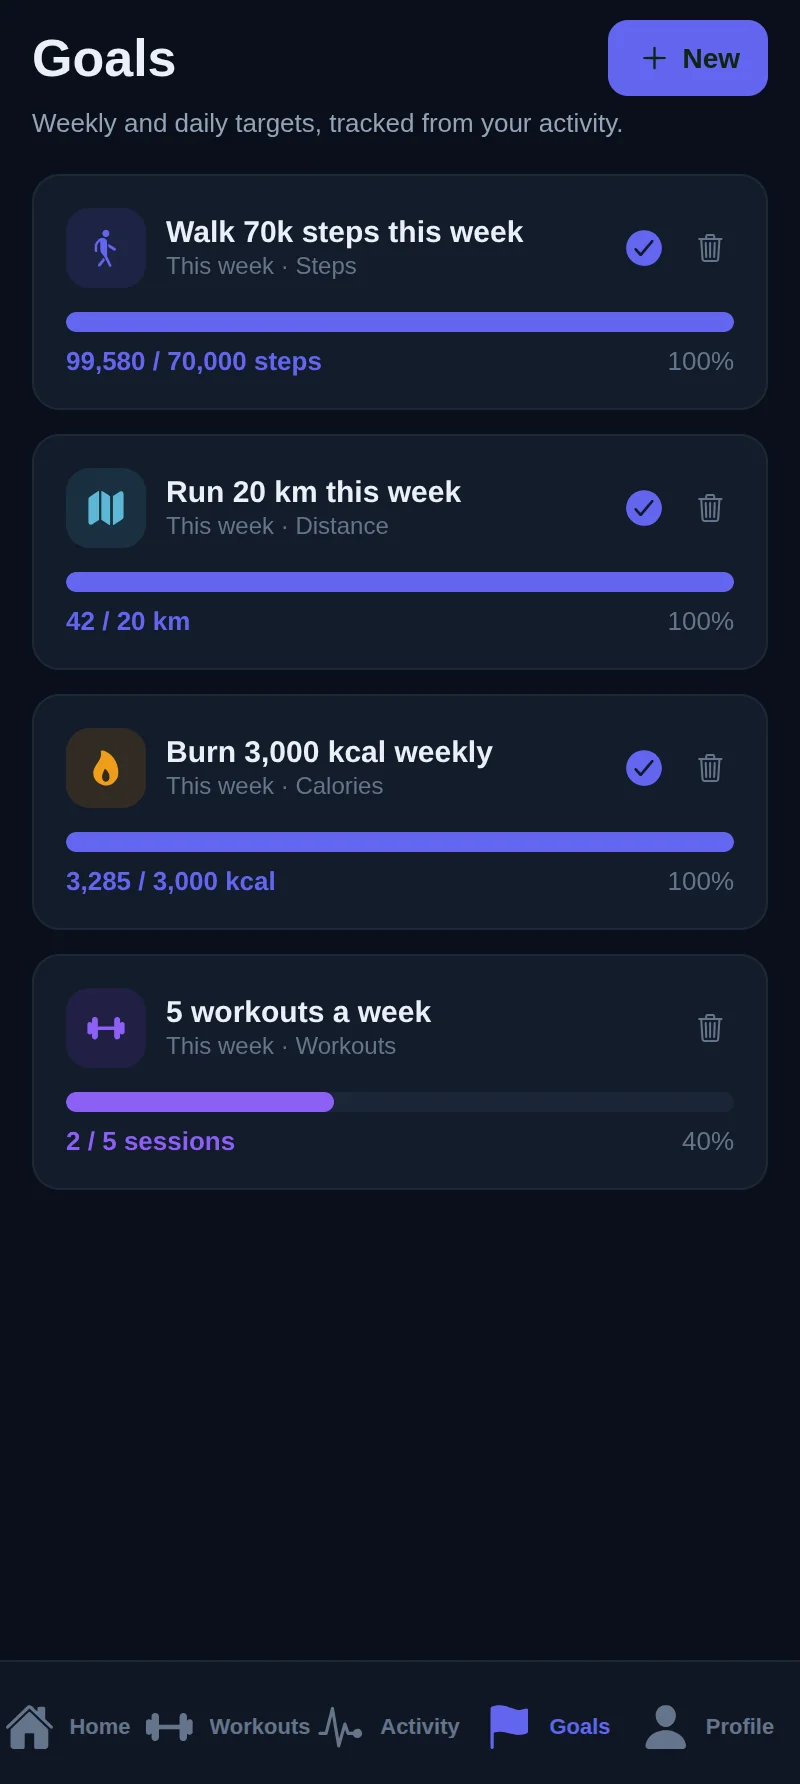 Goals
New
Weekly and daily targets, tracked from your activity.
Walk 70k steps this week
This week · Steps
99,580 / 70,000 steps
100%
Run 20 km this week
This week · Distance
42 / 20 km
100%
Burn 3,000 kcal weekly
This week · Calories
3,285 / 3,000 kcal
100%
5 workouts a week
This week · Workouts
2 / 5 sessions
40%
Home
Workouts
Activity
Goals
Profile